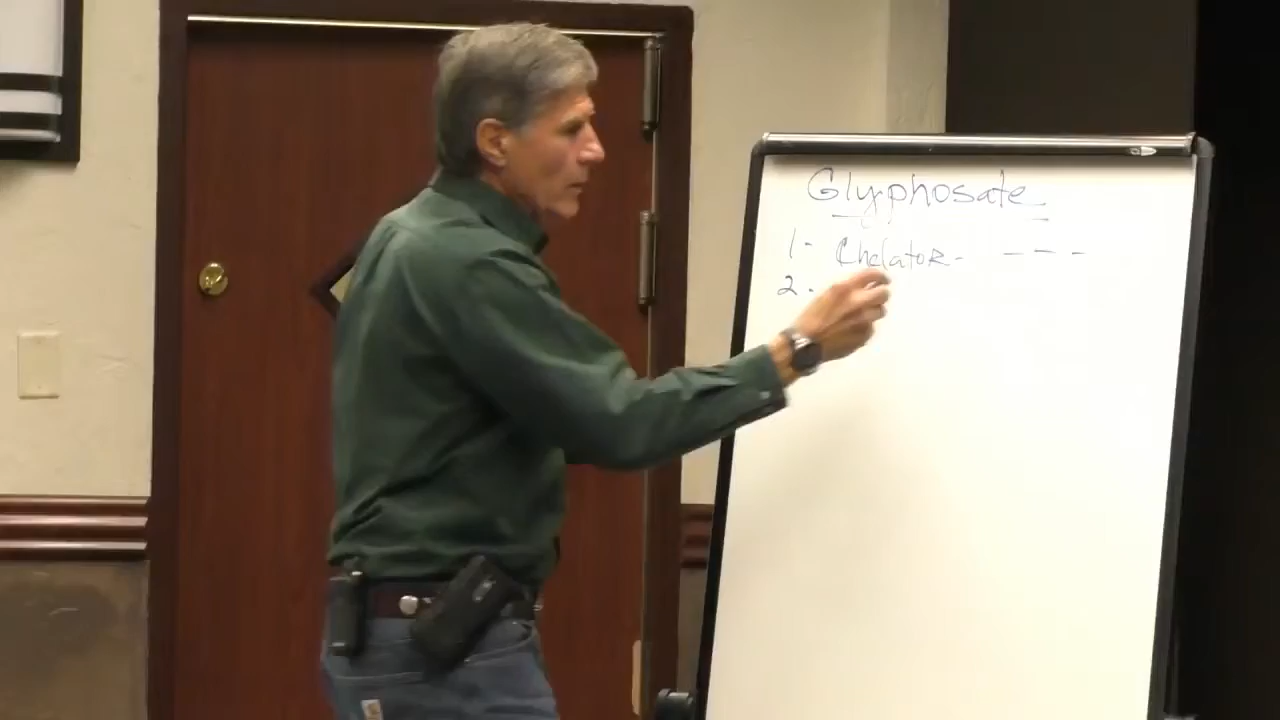 Glyphosate
1- Chelator- - - -
2.